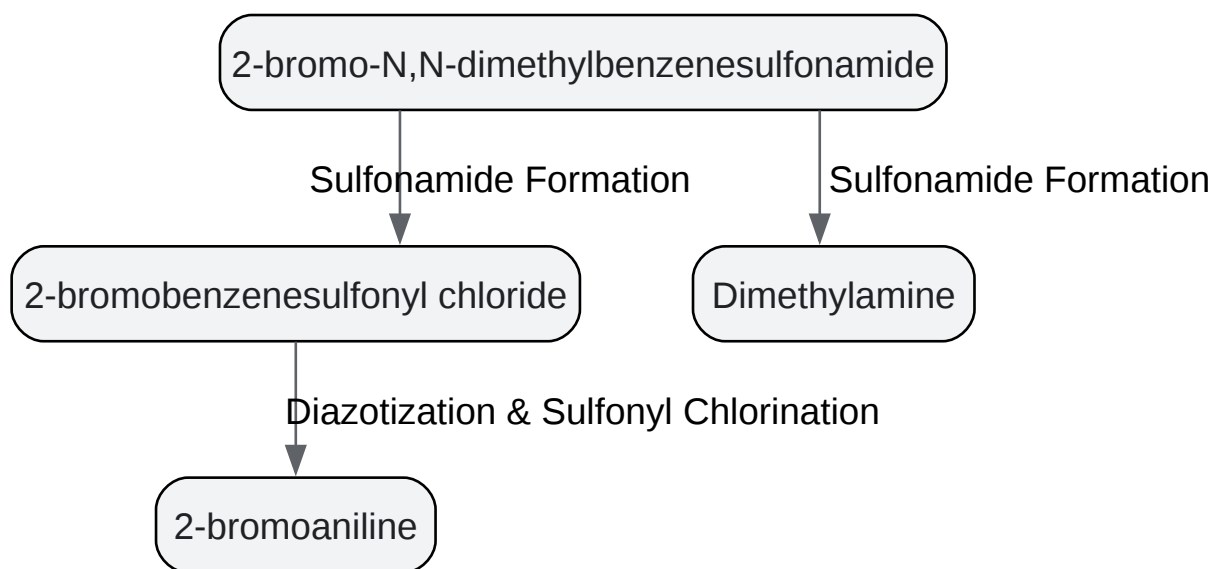 2-bromo-N,N-dimethylbenzenesulfonamide
Sulfonamide Formation
Sulfonamide Formation
2-bromobenzenesulfonyl chloride
Dimethylamine
Diazotization & Sulfonyl Chlorination
2-bromoaniline